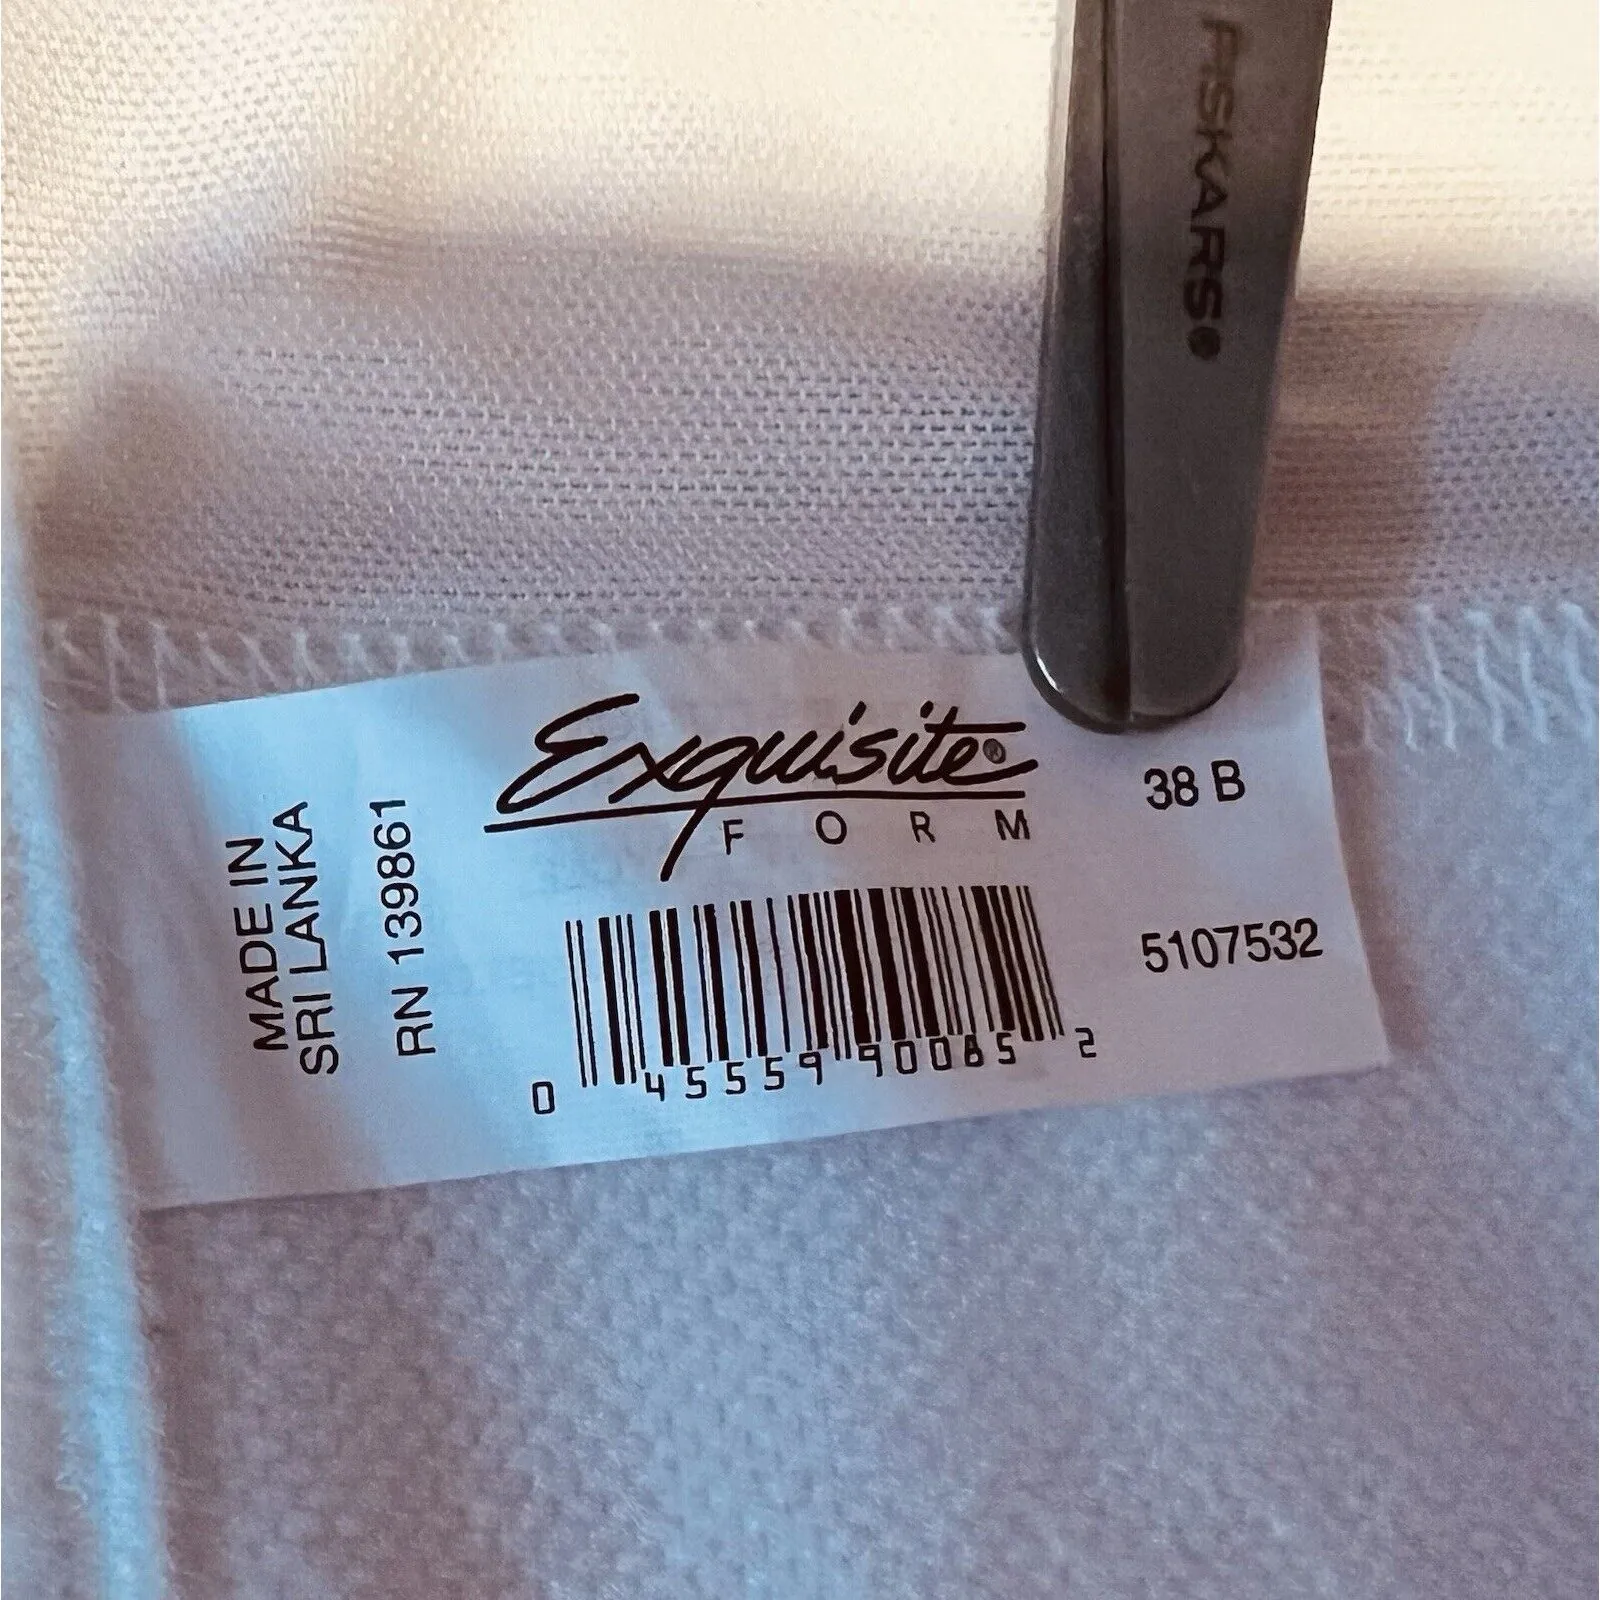 FISKARS®
Exquisite®
FORM
38 B
MADE IN
SRI LANKA
RN 139861
5107532
0 45559 90085 2